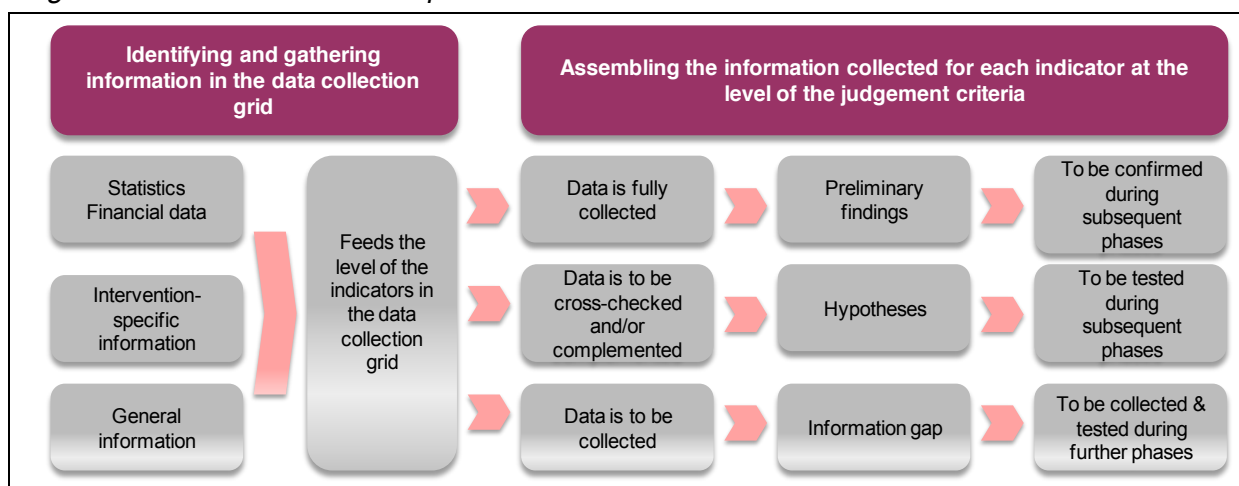 Identifying and gathering
information in the data collection
grid
Assembling the information collected for each indicator at the
level of the judgement criteria
Statistics
Financial data
Intervention-
specific
information
General
information
Feeds the
level of the
indicators in
the data
collection
grid
Data is fully
collected
Preliminary
findings
To be confirmed
during
subsequent
phases
Data is to be
cross-checked
and/or
complemented
Hypotheses
To be tested
during
subsequent
phases
Data is to be
collected
Information gap
To be collected &
tested during
further phases